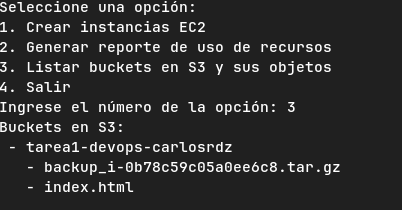 Seleccione una opción:
1. Crear instancias EC2
2. Generar reporte de uso de recursos
3. Listar buckets en S3 y sus objetos
4. Salir
Ingrese el número de la opción: 3
Buckets en S3:
 - tarea1-devops-carlosrdz
   - backup_i-0b78c59c05a0ee6c8.tar.gz
   - index.html